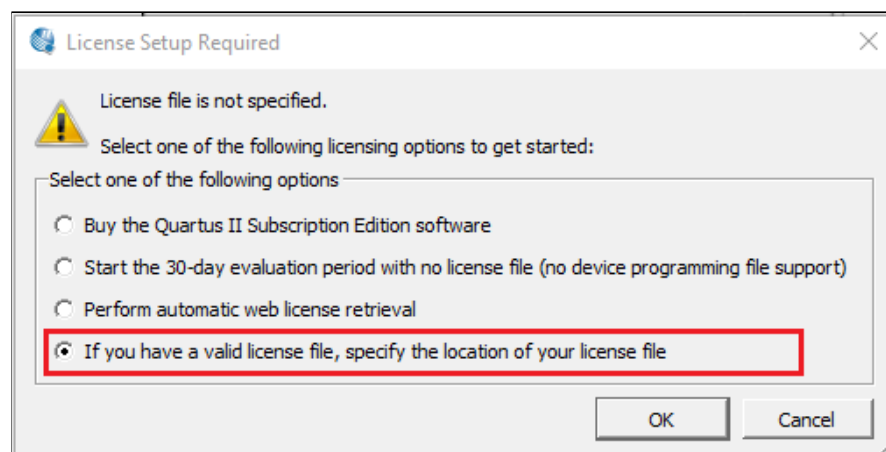 License Setup Required
License file is not specified.
Select one of the following licensing options to get started:
Select one of the following options
Buy the Quartus II Subscription Edition software
Start the 30-day evaluation period with no license file (no device programming file support)
Perform automatic web license retrieval
If you have a valid license file, specify the location of your license file
OK
Cancel